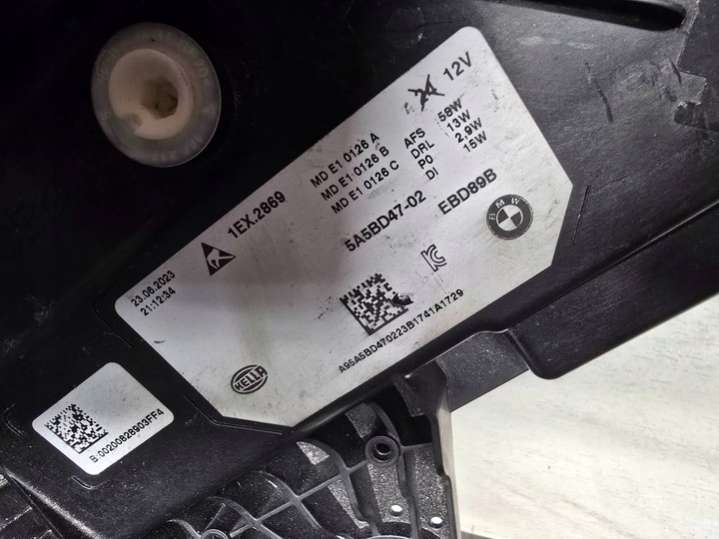 12V
MD E1 0126 A
MD E1 0126 B
MD E1 0126 C
AFS 58W
DRL 13W
PO 2,9W
DI 15W
1EX.2869
5A5BD47-02
EBD89B
BMW
23.06.2023
21:12:34
A95A5BD470223B1741A1729
HELLA
B:00200628903FF4